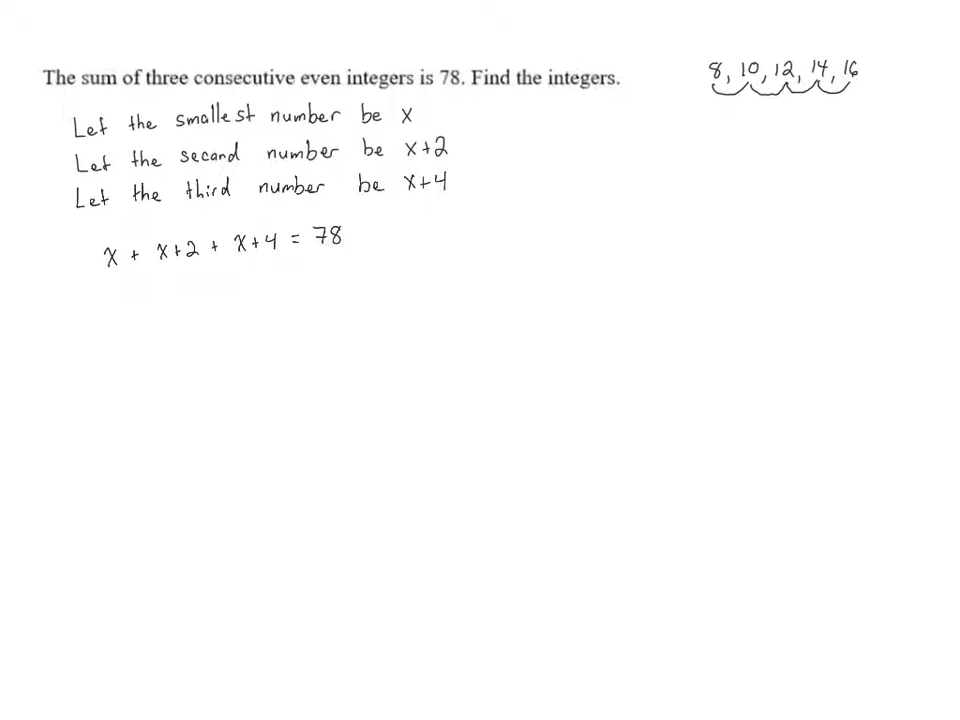 The sum of three consecutive even integers is 78. Find the integers.
8, 10, 12, 14, 16
Let the smallest number be x
Let the second number be x+2
Let the third number be x+4
x + x+2 + x+4 = 78